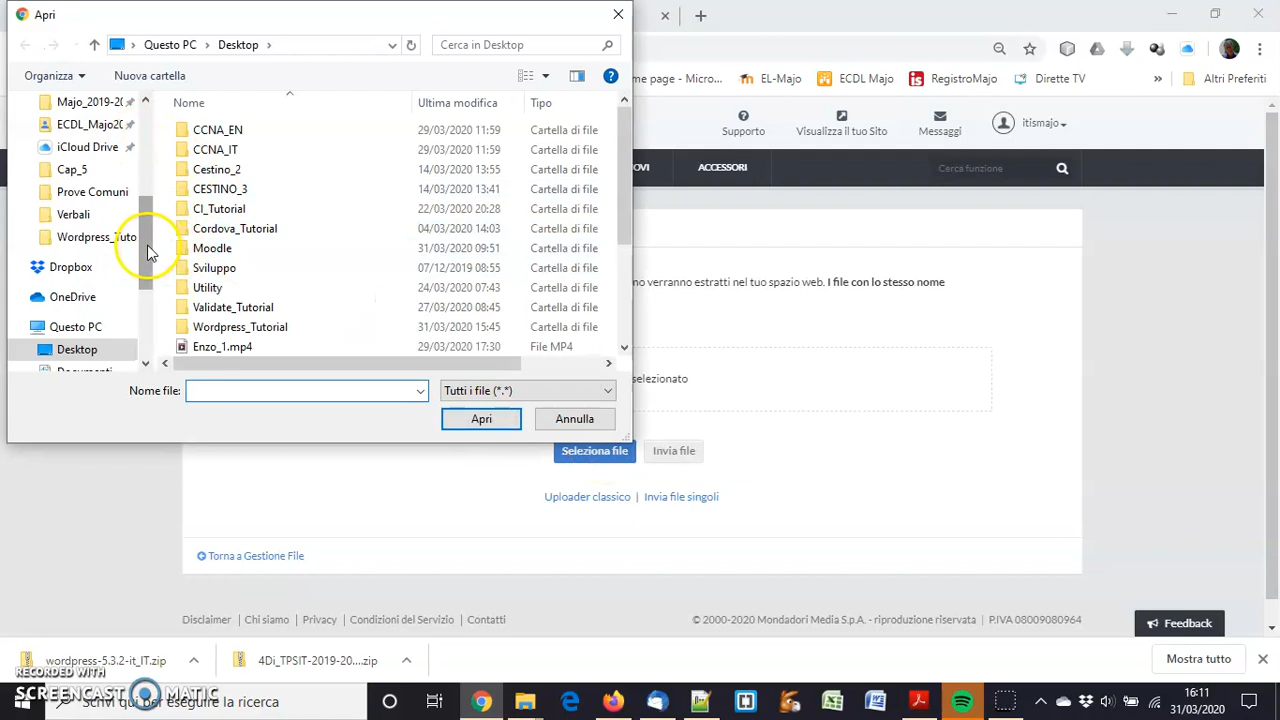 Apri
Questo PC > Desktop >
Cerca in Desktop
Organizza
Nuova cartella
Majo_2019-20
ECDL_Majo20
iCloud Drive
Cap_5
Prove Comuni
Verbali
Wordpress_Tuto
Dropbox
OneDrive
Questo PC
Desktop
Documenti
Nome Ultima modifica Tipo
CCNA_EN 29/03/2020 11:59 Cartella di file
CCNA_IT 29/03/2020 11:59 Cartella di file
Cestino_2 14/03/2020 13:55 Cartella di file
CESTINO_3 14/03/2020 13:41 Cartella di file
CI_Tutorial 22/03/2020 20:28 Cartella di file
Cordova_Tutorial 04/03/2020 14:03 Cartella di file
Moodle 31/03/2020 09:51 Cartella di file
Sviluppo 07/12/2019 08:55 Cartella di file
Utility 24/03/2020 07:43 Cartella di file
Validate_Tutorial 27/03/2020 08:45 Cartella di file
Wordpress_Tutorial 31/03/2020 15:45 Cartella di file
Enzo_1.mp4 29/03/2020 17:30 File MP4
Nome file:
Tutti i file (*.*)
Apri
Annulla
me page - Micro...
EL-Majo
ECDL Majo
RegistroMajo
Dirette TV
»
Altri Preferiti
Supporto
Visualizza il tuo Sito
Messaggi
itismajo
OVI
ACCESSORI
Cerca funzione
no verranno estratti nel tuo spazio web. I file con lo stesso nome
selezionato
Seleziona file
Invia file
Uploader classico | Invia file singoli
Torna a Gestione File
Disclaimer | Chi siamo | Privacy | Condizioni del Servizio | Contatti
© 2000-2020 Mondadori Media S.p.A. - riproduzione riservata | P.IVA 08009080964
Feedback
wordpress-5.3.2-it_IT.zip
4Di_TPSIT-2019-20....zip
Mostra tutto
RECORDED WITH
SCREENCAST MATIC
Scrivi qui per eseguire la ricerca
16:11
31/03/2020